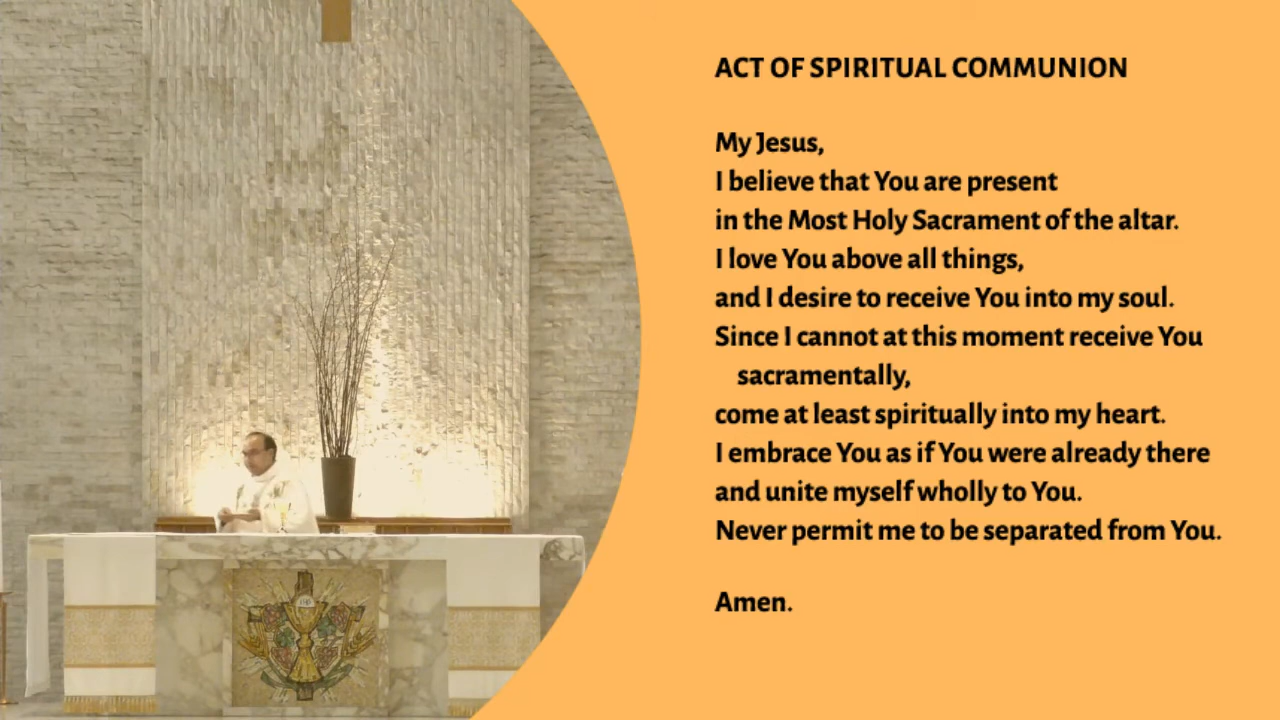 ACT OF SPIRITUAL COMMUNION
My Jesus,
I believe that You are present
in the Most Holy Sacrament of the altar.
I love You above all things,
and I desire to receive You into my soul.
Since I cannot at this moment receive You
sacramentally,
come at least spiritually into my heart.
I embrace You as if You were already there
and unite myself wholly to You.
Never permit me to be separated from You.
Amen.